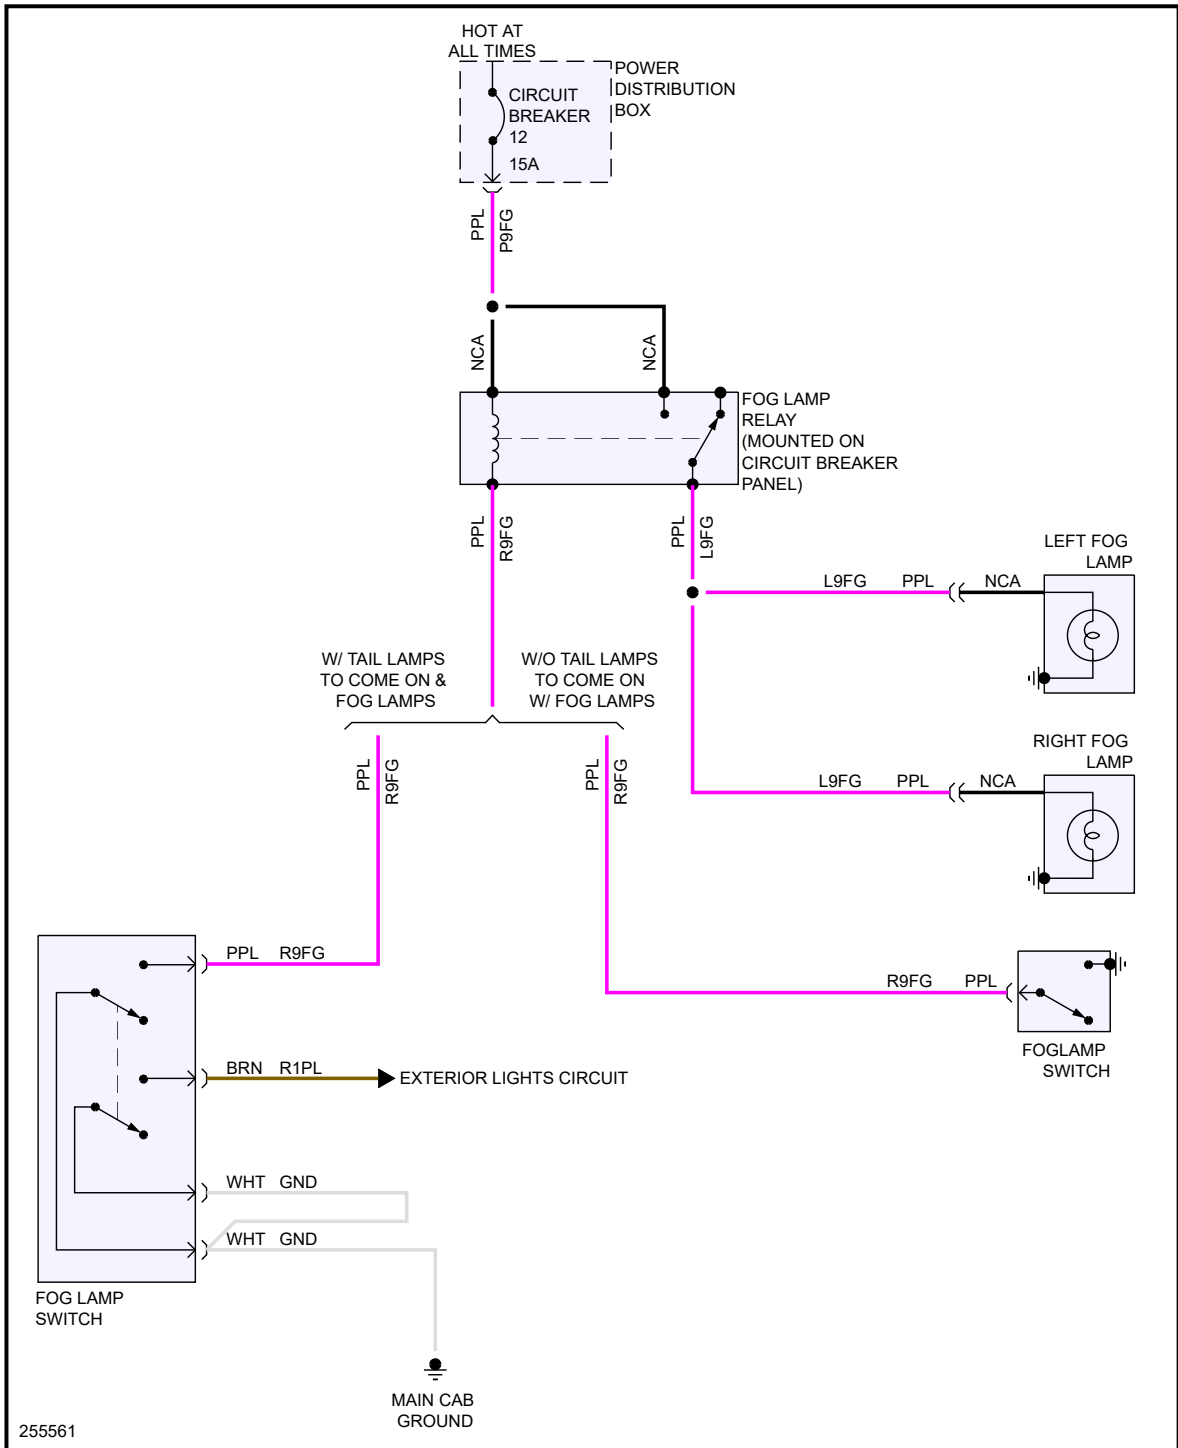 HOT AT
ALL TIMES
POWER
DISTRIBUTION
BOX
CIRCUIT
BREAKER
12
15A
PPL
P9FG
NCA
NCA
FOG LAMP
RELAY
(MOUNTED ON
CIRCUIT BREAKER
PANEL)
PPL
R9FG
PPL
L9FG
LEFT FOG
LAMP
L9FG PPL NCA
W/ TAIL LAMPS
TO COME ON &
FOG LAMPS
W/O TAIL LAMPS
TO COME ON
W/ FOG LAMPS
RIGHT FOG
LAMP
PPL
R9FG
PPL
R9FG
L9FG PPL NCA
PPL R9FG
R9FG PPL
FOGLAMP
SWITCH
BRN R1PL EXTERIOR LIGHTS CIRCUIT
WHT GND
WHT GND
FOG LAMP
SWITCH
MAIN CAB
GROUND
255561